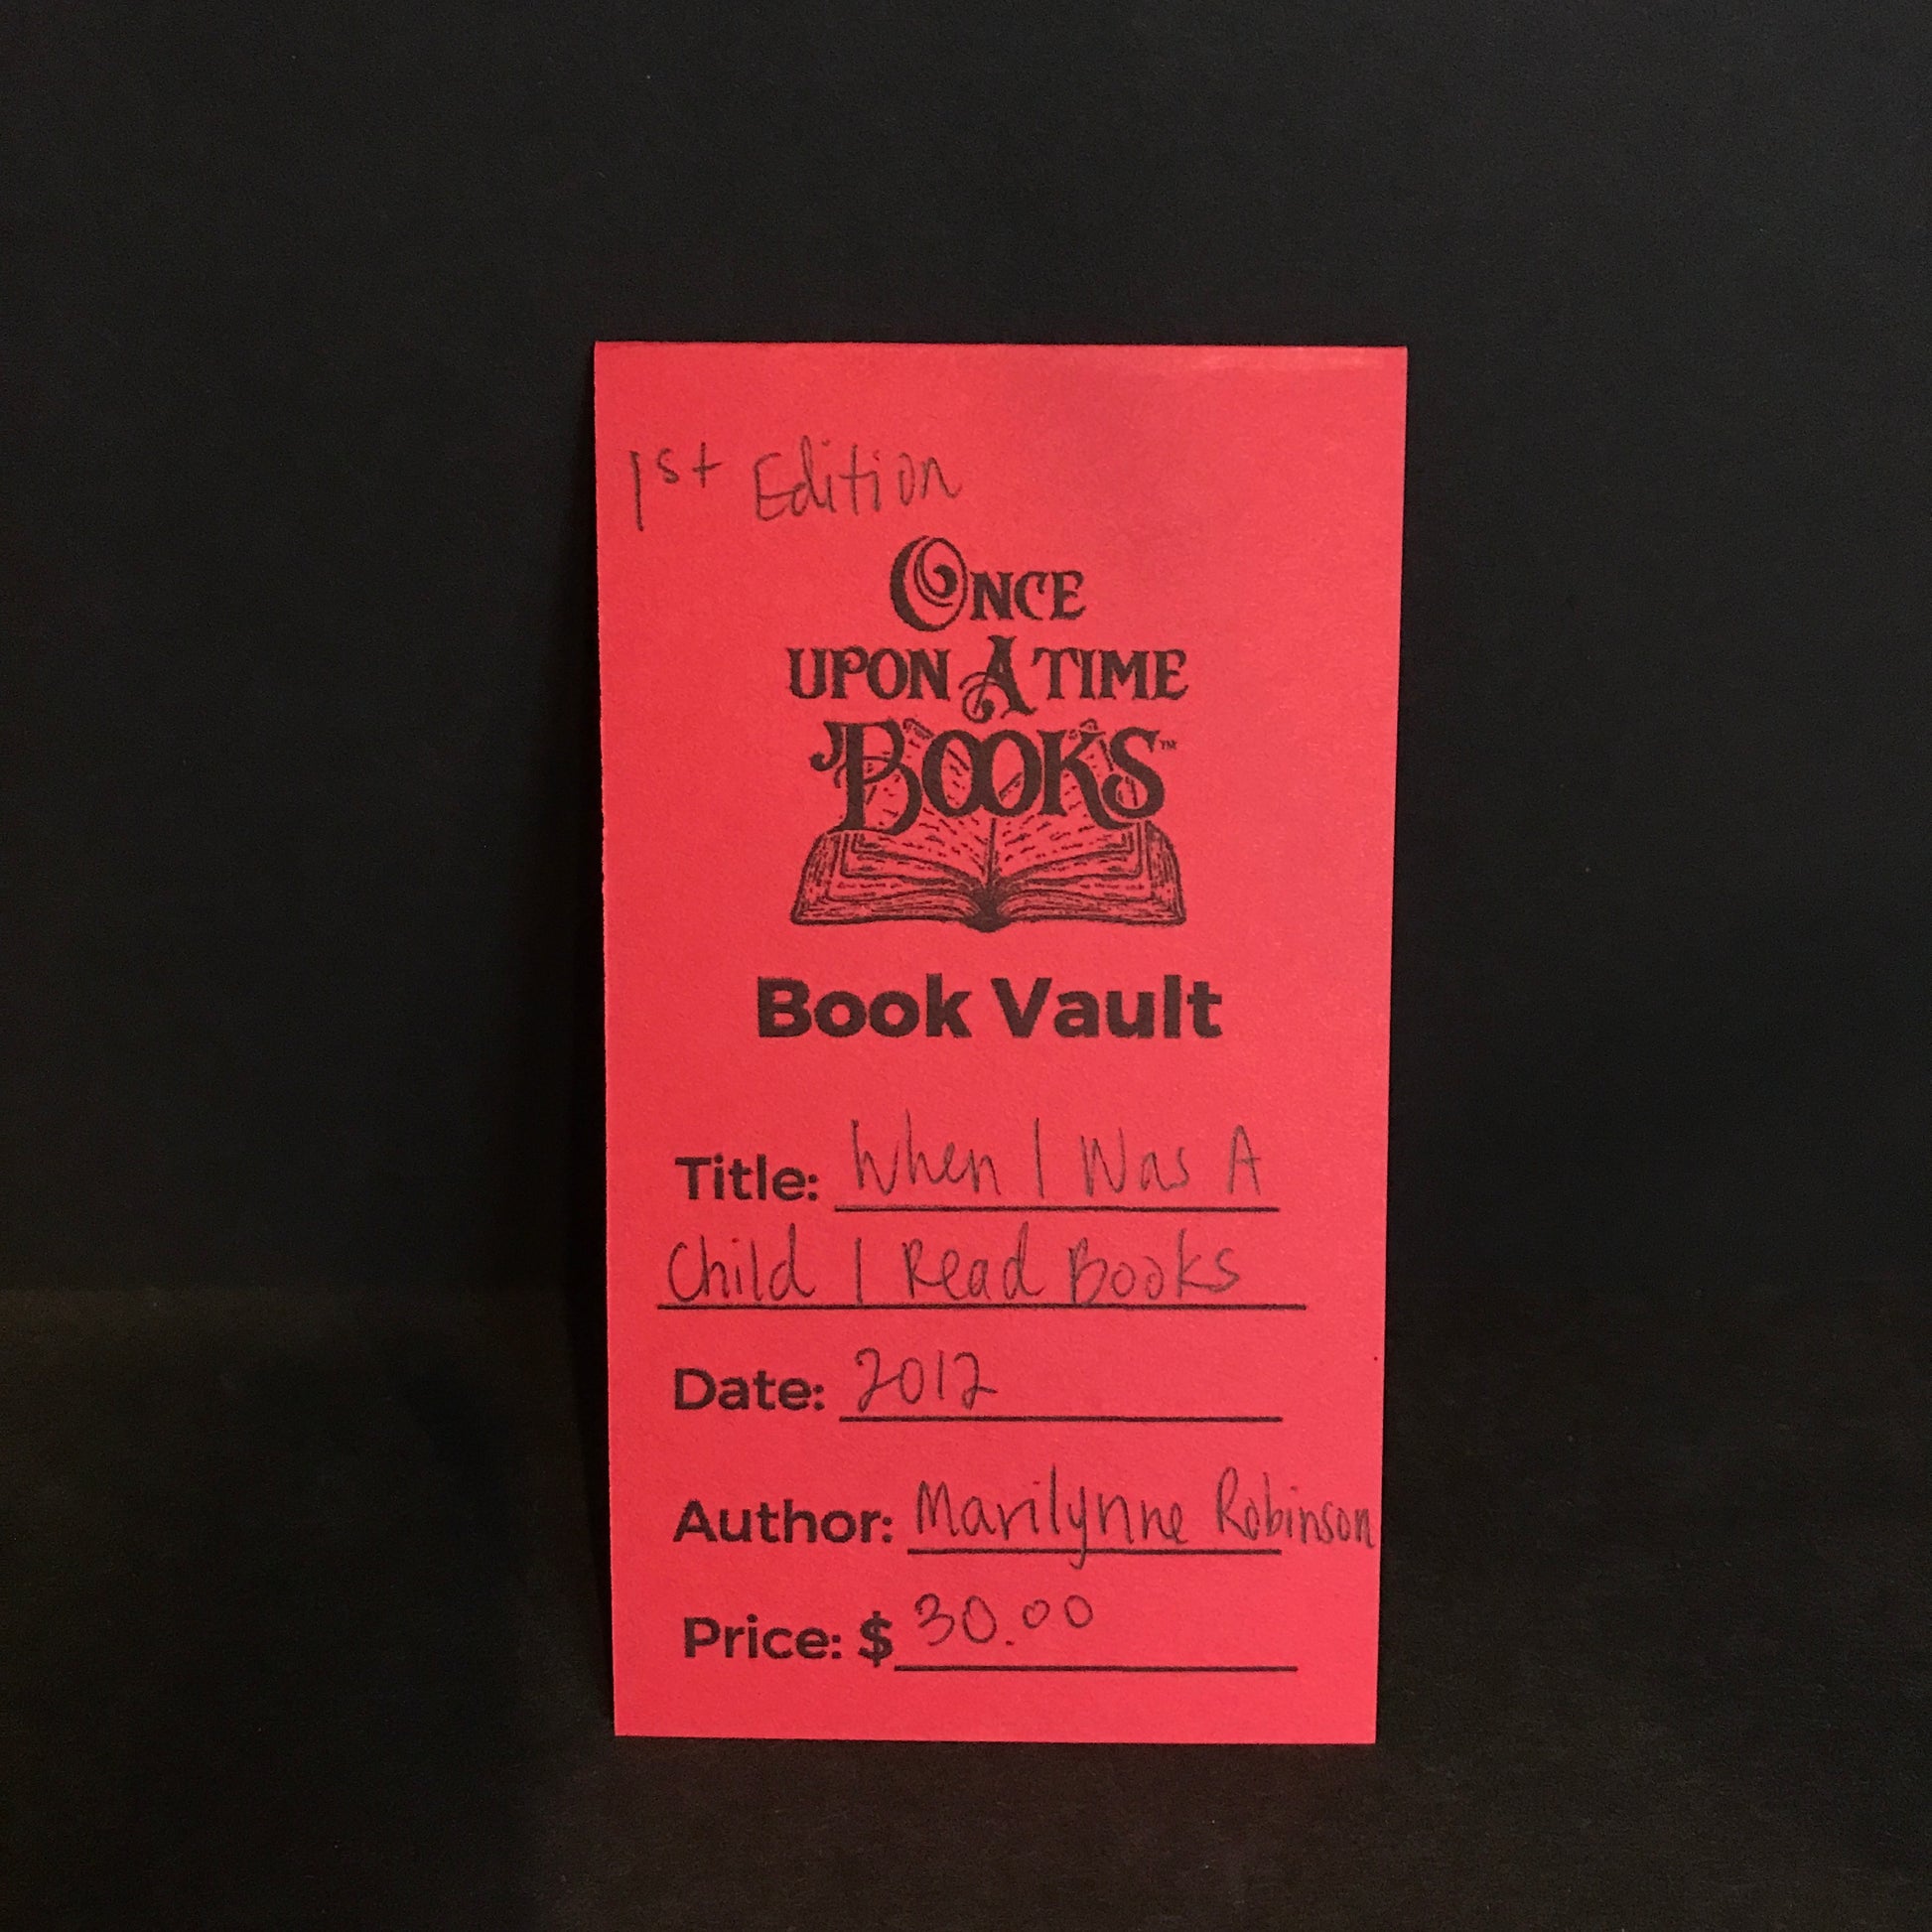 1st Edition
ONCE
UPON A TIME
BOOKS™
Book Vault
Title: When I Was A
Child I Read Books
Date: 2012
Author: Marilynne Robinson
Price: $30.00